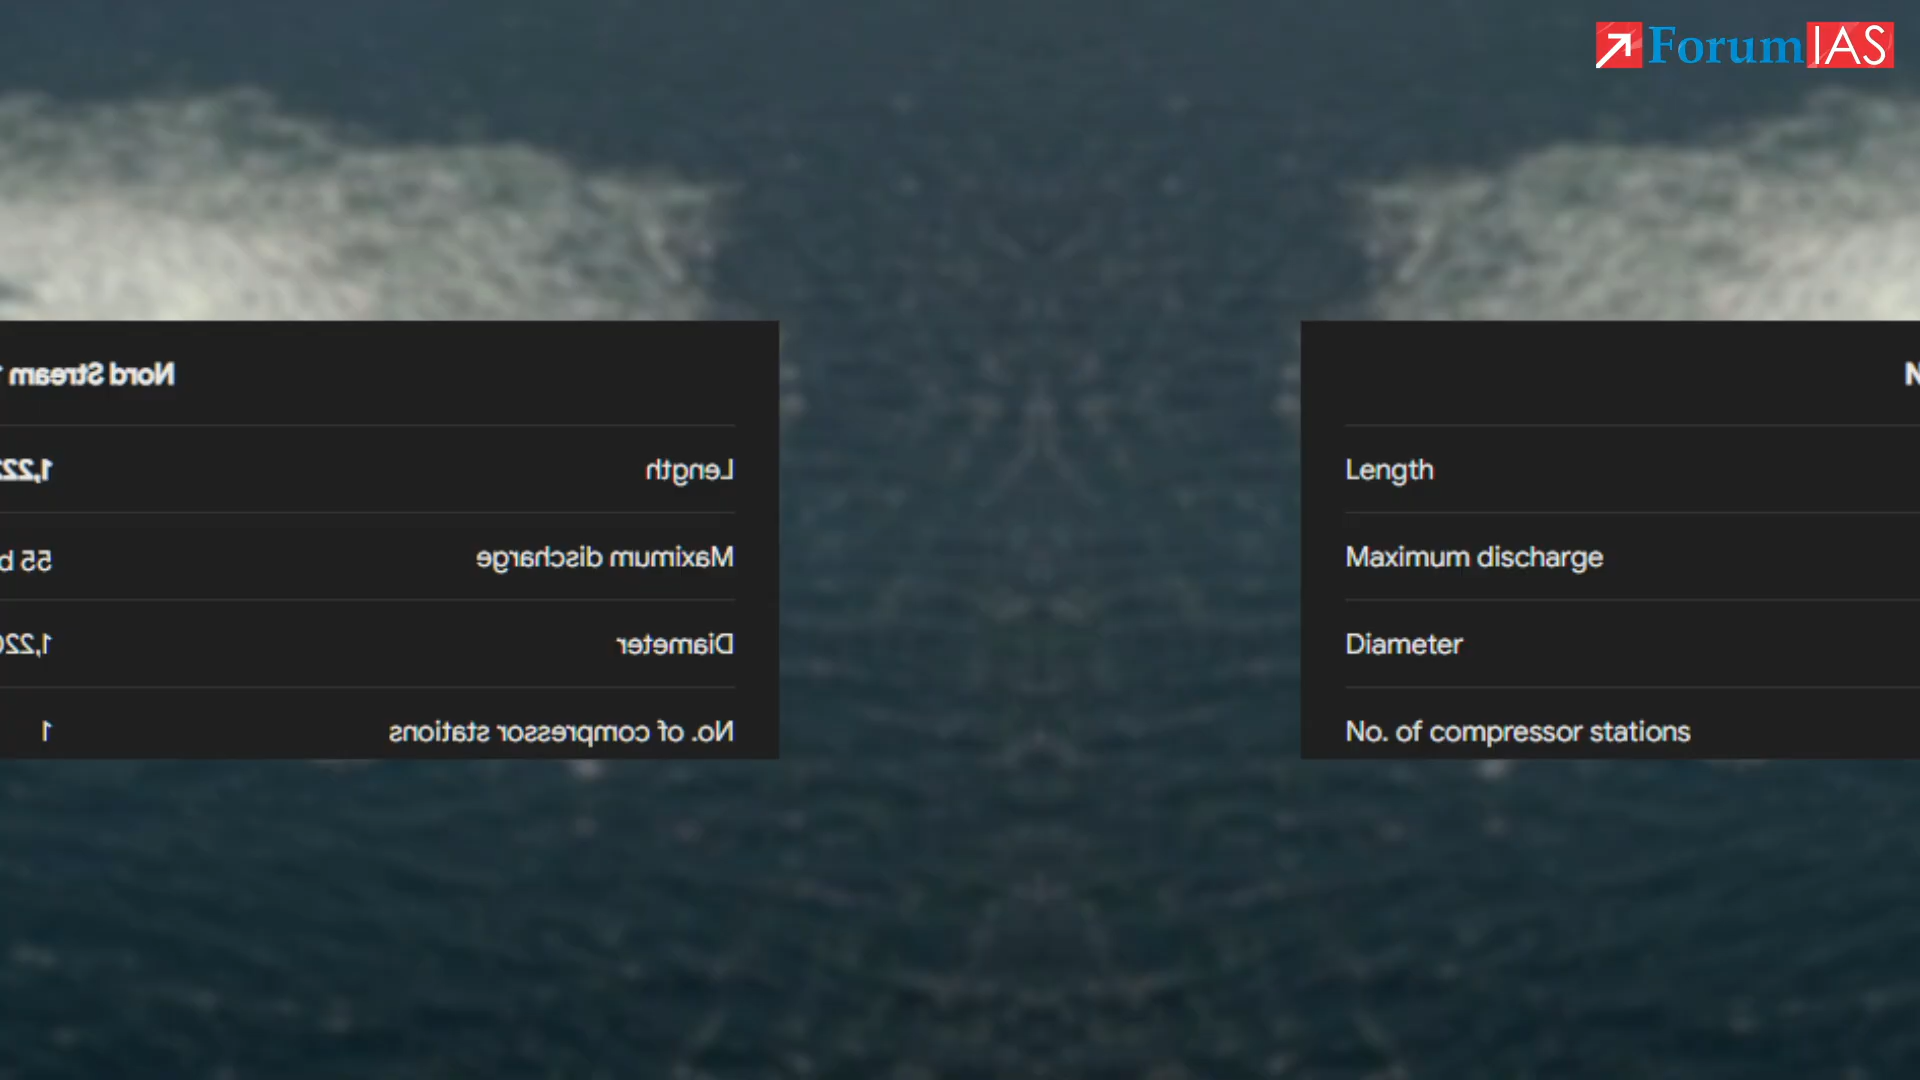 ForumIAS
Nord Stream
Length
1,22
Maximum discharge
55 b
Diameter
1,22
No. of compressor stations
1
N
Length
Maximum discharge
Diameter
No. of compressor stations